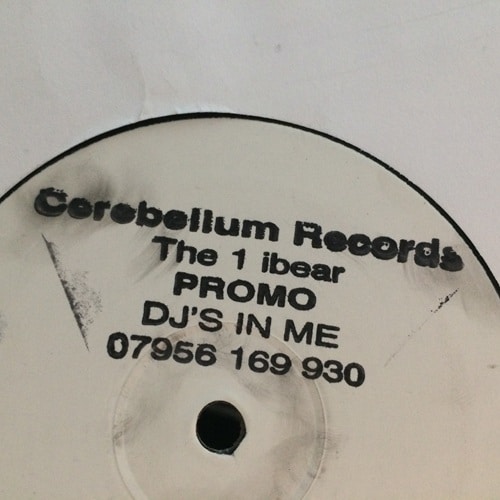 Cerebellum Records
The 1 ibear
PROMO
DJ'S IN ME
07956 169 930